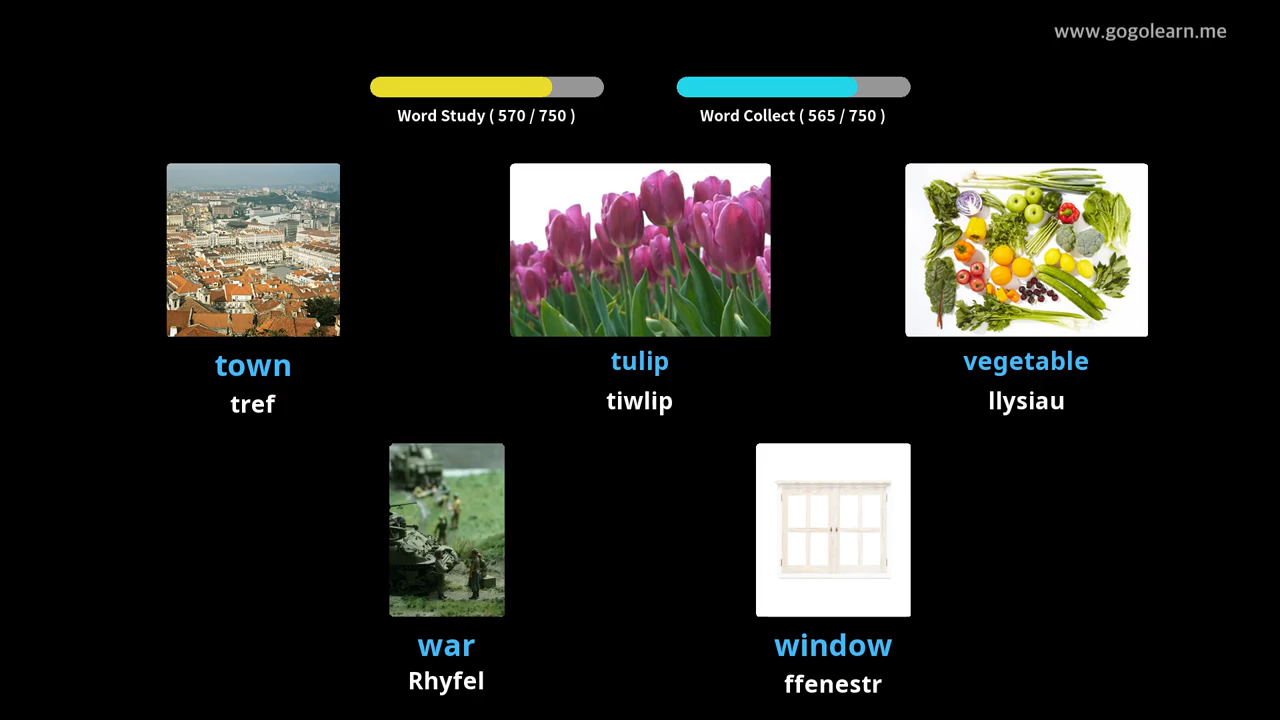 www.gogolearn.me
Word Study ( 570 / 750 )
Word Collect ( 565 / 750 )
town
tref
tulip
tiwlip
vegetable
llysiau
war
Rhyfel
window
ffenestr